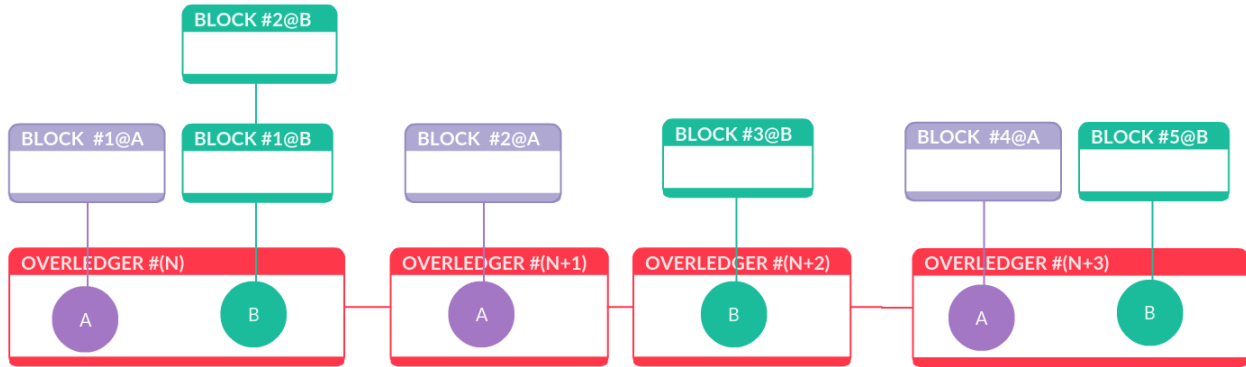 BLOCK #2@B
BLOCK #1@A
BLOCK #1@B
BLOCK #2@A
BLOCK #3@B
BLOCK #4@A
BLOCK #5@B
OVERLEDGER #(N)
OVERLEDGER #(N+1)
OVERLEDGER #(N+2)
OVERLEDGER #(N+3)
A
B
A
B
A
B